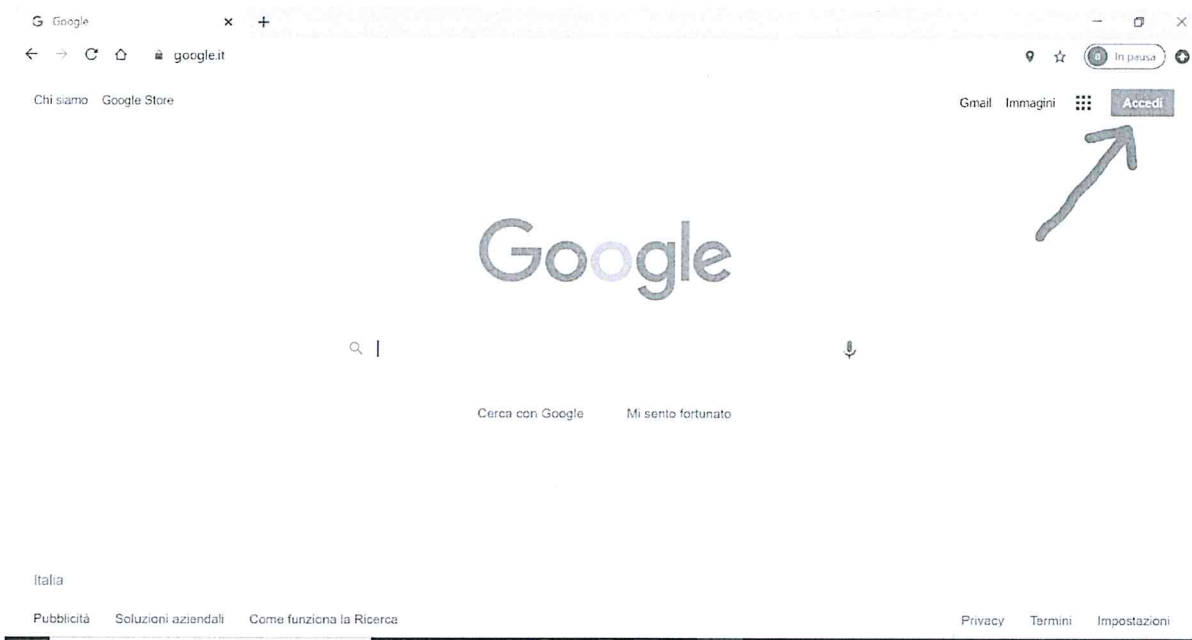 Google
google.it
In pausa
Chi siamo Google Store
Gmail Immagini Accedi
Google
Cerca con Google Mi sento fortunato
Italia
Pubblicità Soluzioni aziendali Come funziona la Ricerca
Privacy Termini Impostazioni